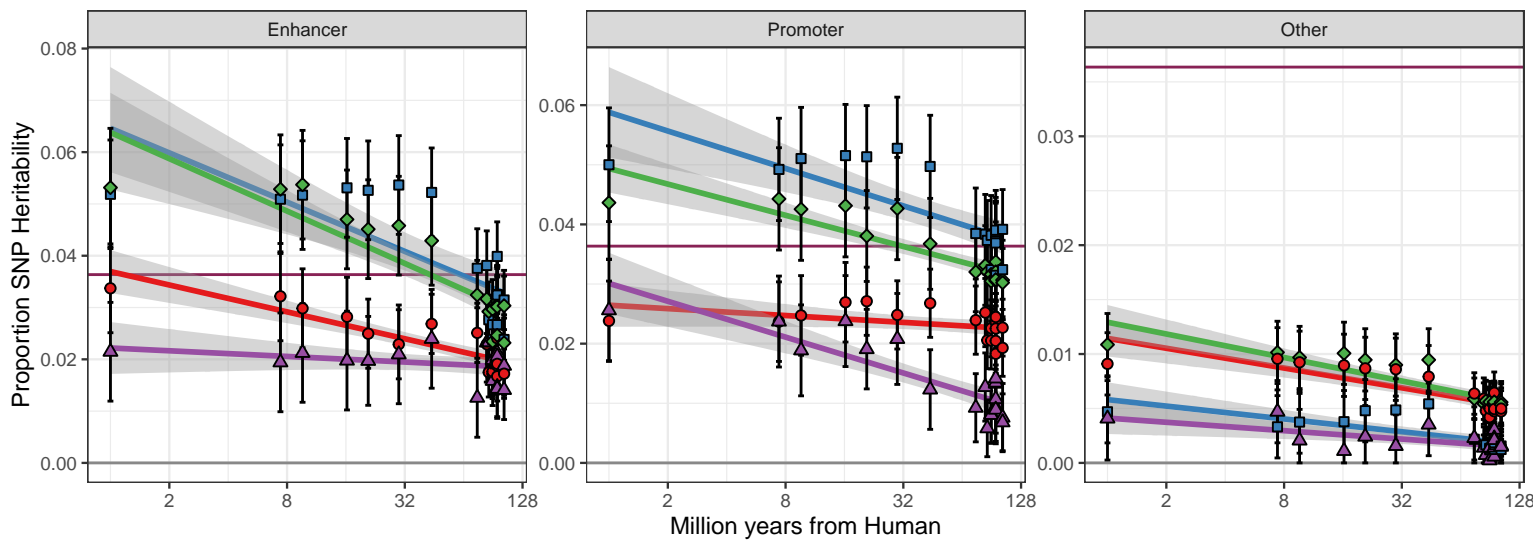 Enhancer
Promoter
Other
Proportion SNP Heritability
0.08
0.06
0.04
0.02
0.00
0.06
0.04
0.02
0.00
0.03
0.02
0.01
0.00
2 8 32 128
2 8 32 128
2 8 32 128
Million years from Human